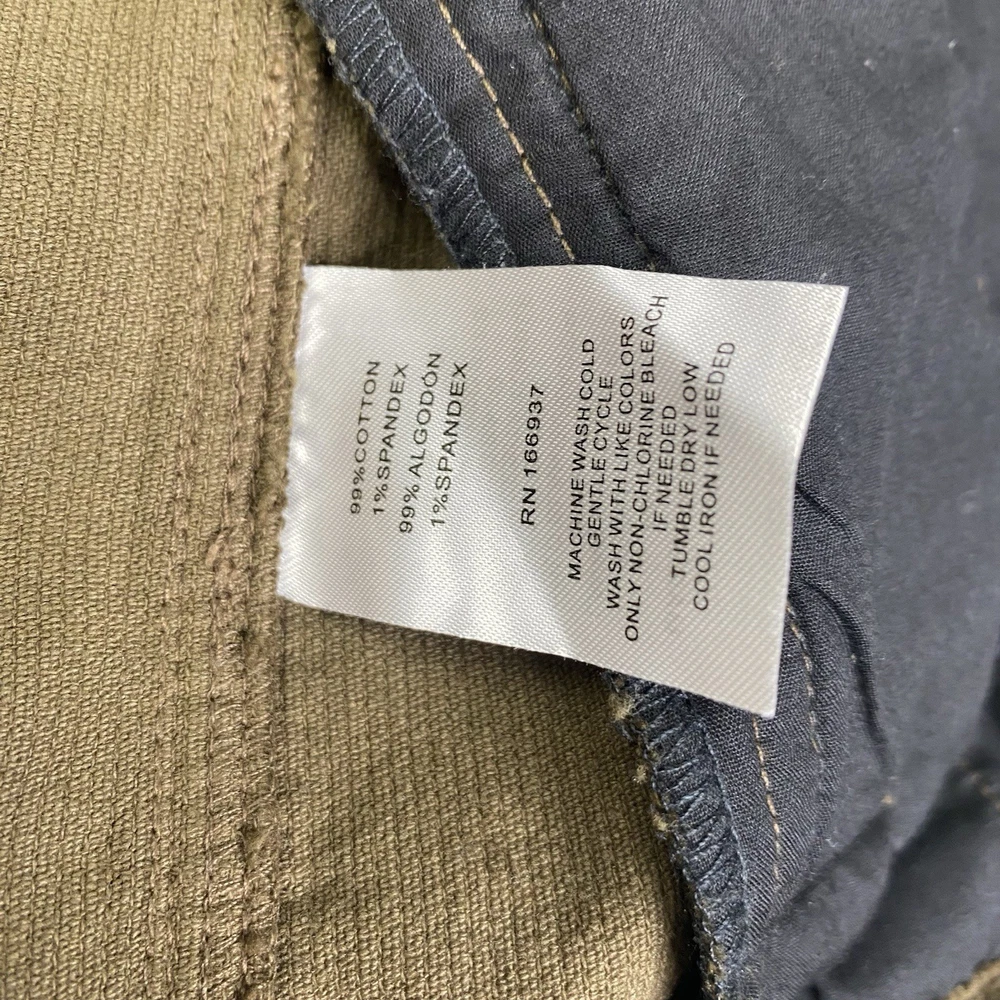 99%COTTON
1%SPANDEX
99%ALGODÓN
1%SPANDEX
RN 166937
MACHINE WASH COLD
GENTLE CYCLE
WASH WITH LIKE COLORS
ONLY NON-CHLORINE BLEACH
IF NEEDED
TUMBLE DRY LOW
COOL IRON IF NEEDED